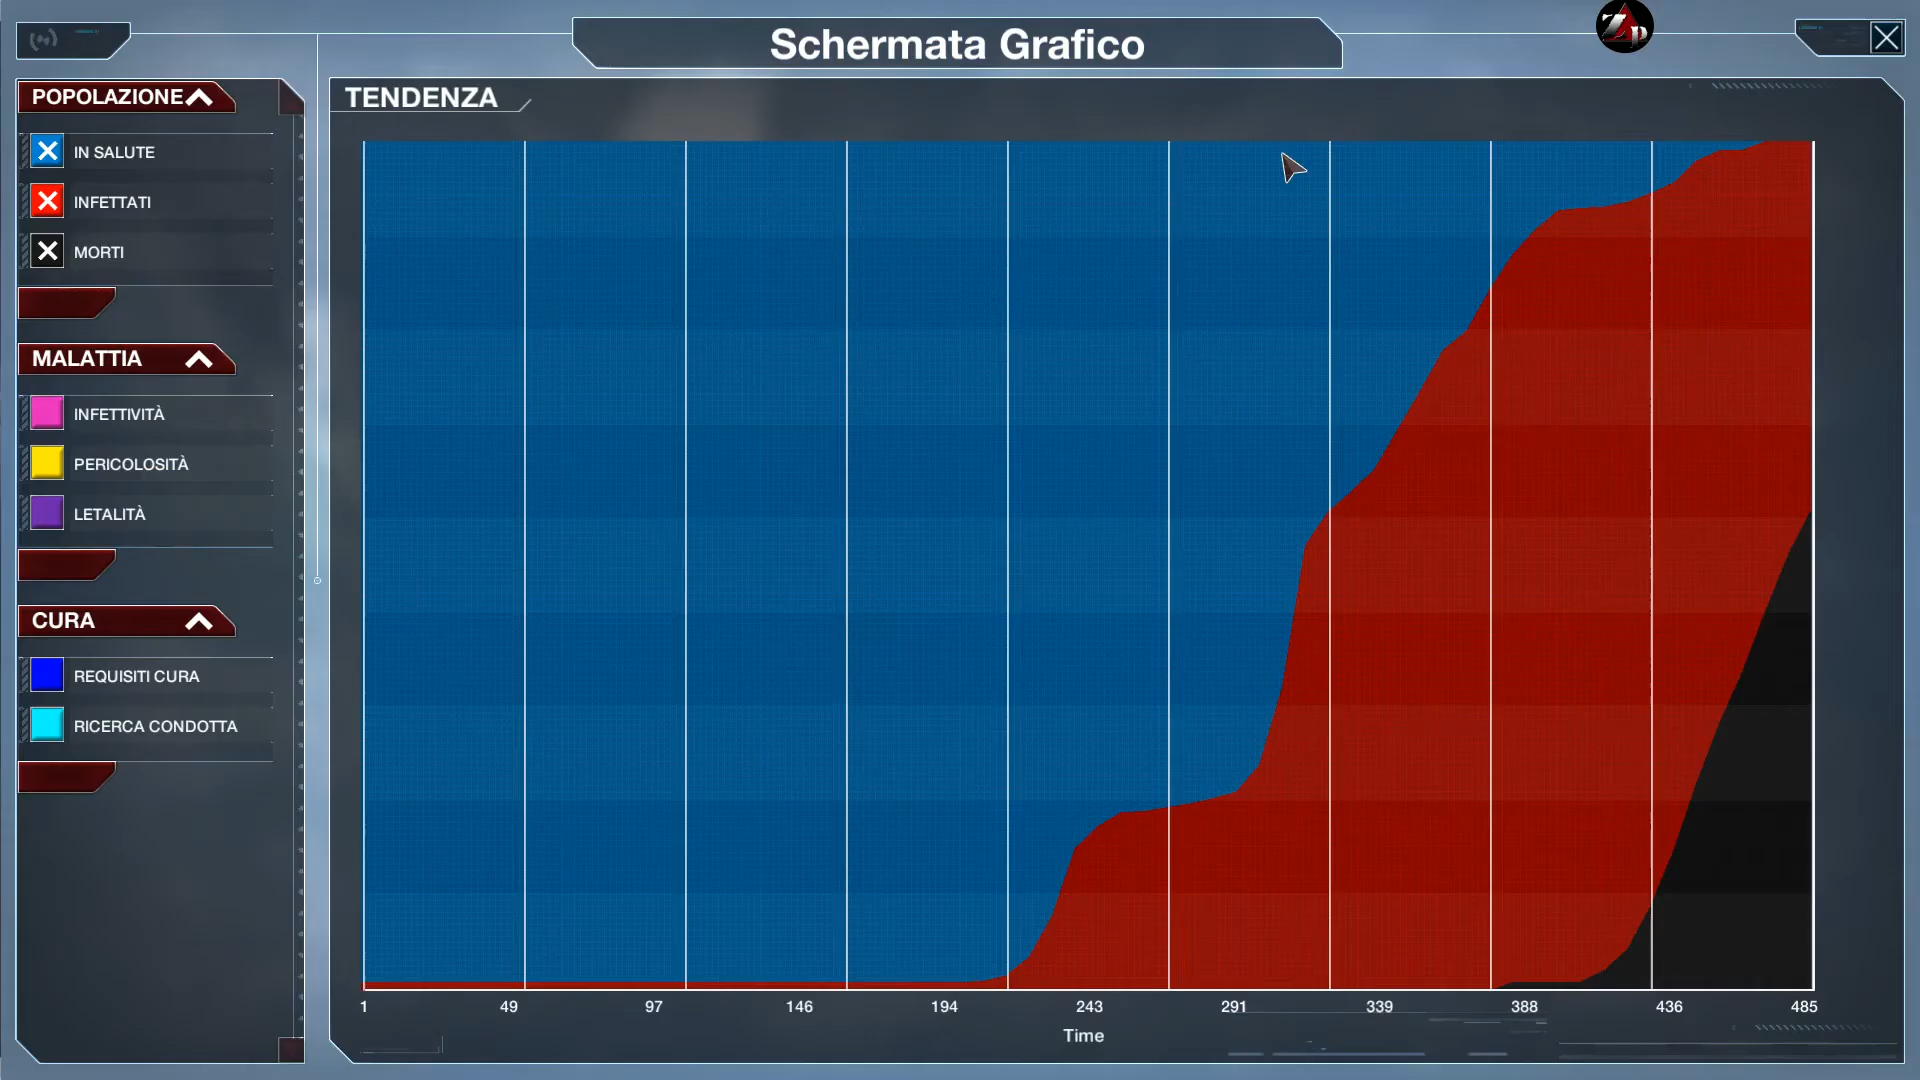 Schermata Grafico
Zp
POPOLAZIONE
IN SALUTE
INFETTATI
MORTI
MALATTIA
INFETTIVITÀ
PERICOLOSITÀ
LETALITÀ
CURA
REQUISITI CURA
RICERCA CONDOTTA
TENDENZA
1 49 97 146 194 243 291 339 388 436 485
Time